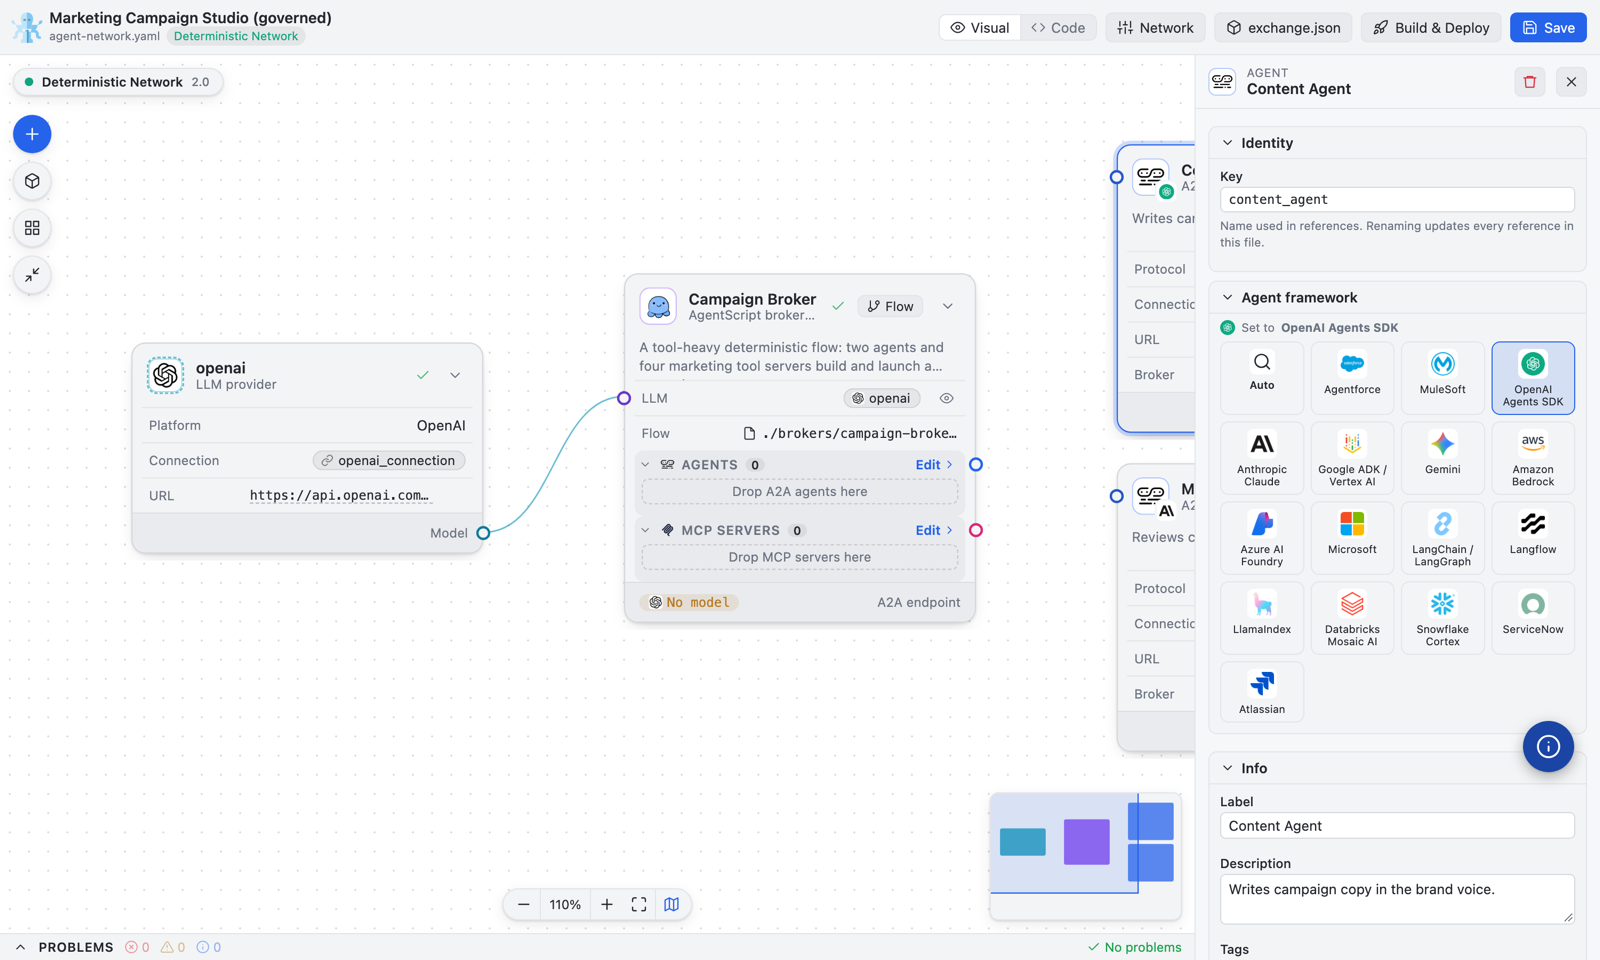 Marketing Campaign Studio (governed)
agent-network.yaml Deterministic Network
Visual Code Network exchange.json Build & Deploy Save
Deterministic Network 2.0
openai
LLM provider
Platform OpenAI
Connection openai_connection
URL https://api.openai.com…
Model
Campaign Broker
AgentScript broker...
Flow
A tool-heavy deterministic flow: two agents and
four marketing tool servers build and launch a...
LLM openai
Flow ./brokers/campaign-broke…
AGENTS 0 Edit
Drop A2A agents here
MCP SERVERS 0 Edit
Drop MCP servers here
No model A2A endpoint
Writes
Protocol
URL
Broker
Reviews
Protocol
URL
Broker
110%
PROBLEMS 0 0 0
No problems
AGENT
Content Agent
Identity
Key
content_agent
Name used in references. Renaming updates every reference in
this file.
Agent framework
Set to OpenAI Agents SDK
Auto
Agentforce
MuleSoft
OpenAI
Agents SDK
Anthropic
Claude
Google ADK /
Vertex AI
Gemini
aws
Amazon
Bedrock
Azure AI
Foundry
Microsoft
LangChain /
LangGraph
Langflow
LlamaIndex
Databricks
Mosaic AI
Snowflake
Cortex
ServiceNow
Atlassian
Info
Label
Content Agent
Description
Writes campaign copy in the brand voice.
Tags